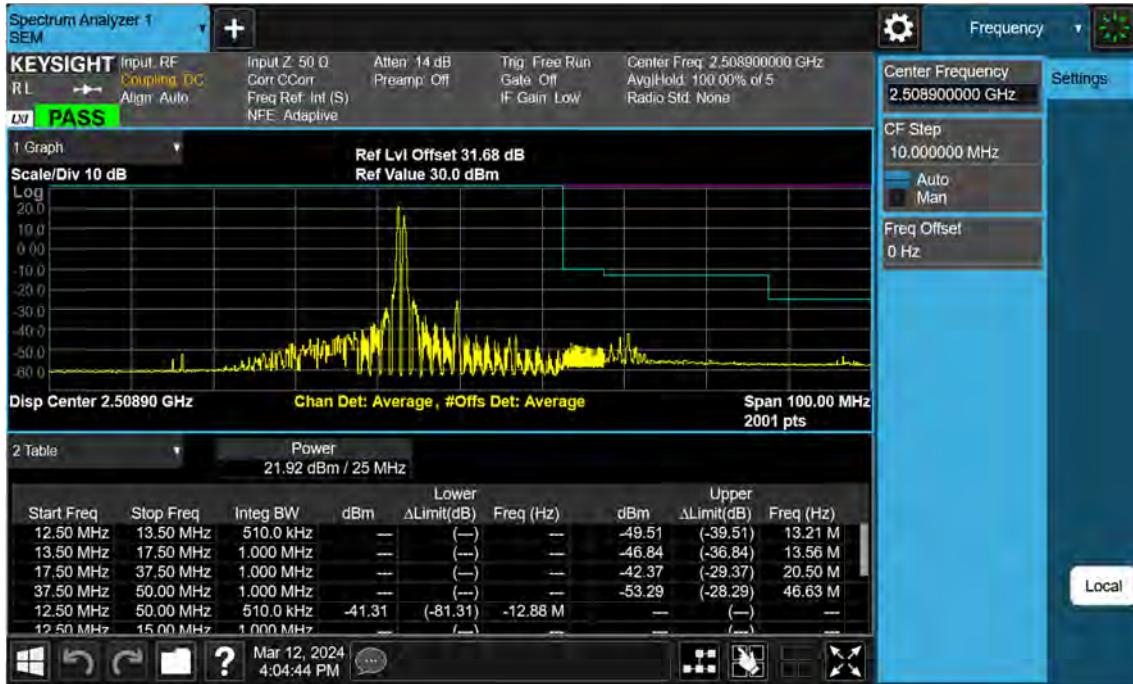 Spectrum Analyzer 1
SEM
+
Frequency
KEYSIGHT
RL
LXI PASS
Input: RF
Coupling: DC
Align: Auto
Input Z: 50 Ω
Corr CCorr
Freq Ref: Int (S)
NFE: Adaptive
Atten: 14 dB
Preamp: Off
Trig: Free Run
Gate: Off
IF Gain: Low
Center Freq: 2.508900000 GHz
Avg|Hold: 100.00% of 5
Radio Std: None
Center Frequency
2.508900000 GHz
Settings
CF Step
10.000000 MHz
Auto
Man
Freq Offset
0 Hz
Local
1 Graph
Scale/Div 10 dB
Ref Lvl Offset 31.68 dB
Ref Value 30.0 dBm
Log
20.0
10.0
0.00
-10.0
-20.0
-30.0
-40.0
-50.0
-60.0
Disp Center 2.50890 GHz
Chan Det: Average, #Offs Det: Average
Span 100.00 MHz
2001 pts
2 Table
Power
21.92 dBm / 25 MHz
Lower Upper
Start Freq Stop Freq Integ BW dBm ΔLimit(dB) Freq (Hz) dBm ΔLimit(dB) Freq (Hz)
12.50 MHz 13.50 MHz 510.0 kHz --- (---) --- -49.51 (-39.51) 13.21 M
13.50 MHz 17.50 MHz 1.000 MHz --- (---) --- -46.84 (-36.84) 13.56 M
17.50 MHz 37.50 MHz 1.000 MHz --- (---) --- -42.37 (-29.37) 20.50 M
37.50 MHz 50.00 MHz 1.000 MHz --- (---) --- -53.29 (-28.29) 46.63 M
12.50 MHz 50.00 MHz 510.0 kHz -41.31 (-81.31) -12.88 M --- (---) ---
12.50 MHz 15.00 MHz 1.000 MHz --- (---) --- --- (---) ---
?
Mar 12, 2024
4:04:44 PM